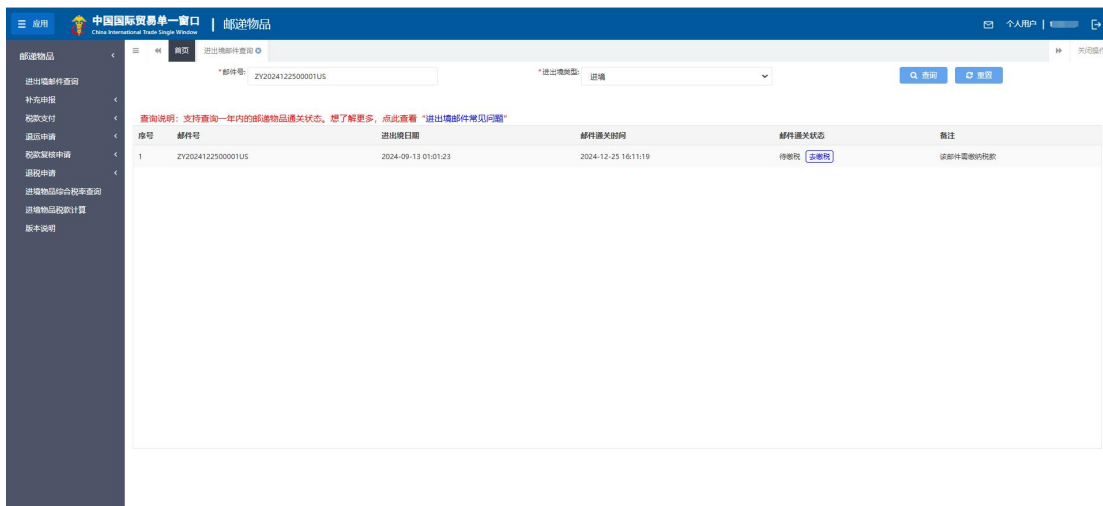 应用
中国国际贸易单一窗口 | 邮递物品
China International Trade Single Window
个人用户 |
邮递物品
进出境邮件查询
补充申报
税款支付
退运申请
税款复核申请
退税申请
进境物品综合税率查询
进境物品税款计算
版本说明
首页
进出境邮件查询
关闭操作
*邮件号:
ZY2024122500001US
*进出境类型:
进境
查询
重置
查询说明：支持查询一年内的邮递物品通关状态。想了解更多，点此查看 "进出境邮件常见问题"
序号 邮件号 进出境日期 邮件通关时间 邮件通关状态 备注
1 ZY2024122500001US 2024-09-13 01:01:23 2024-12-25 16:11:19 待缴税 去缴税 该邮件需缴纳税款